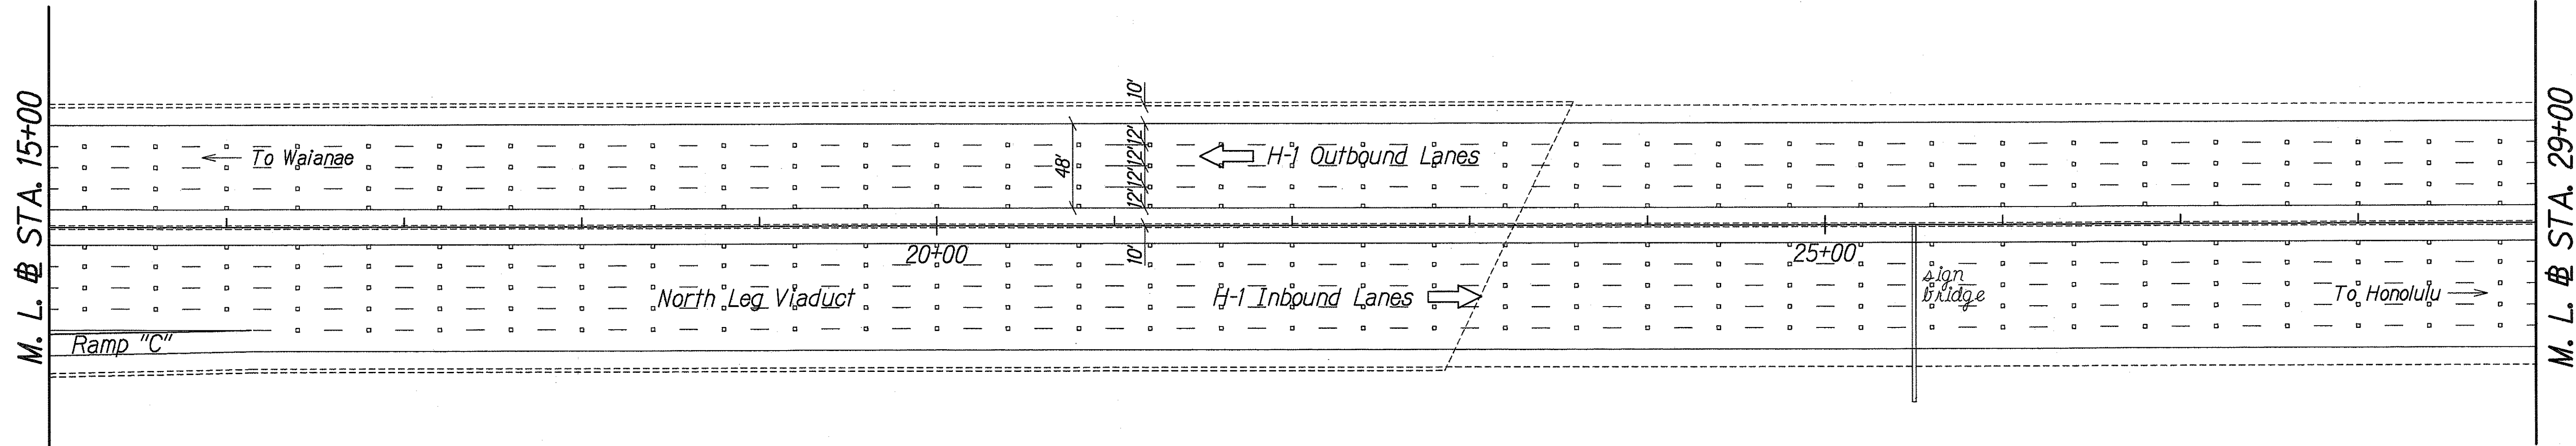 M. L. ⅊ STA. 15+00
To Waianae
10'
48'
12' 12' 12' 12'
H-1 Outbound Lanes
10'
20+00
25+00
North Leg Viaduct
H-1 Inbound Lanes
sign
bridge
To Honolulu
Ramp "C"
M. L. ⅊ STA. 29+00